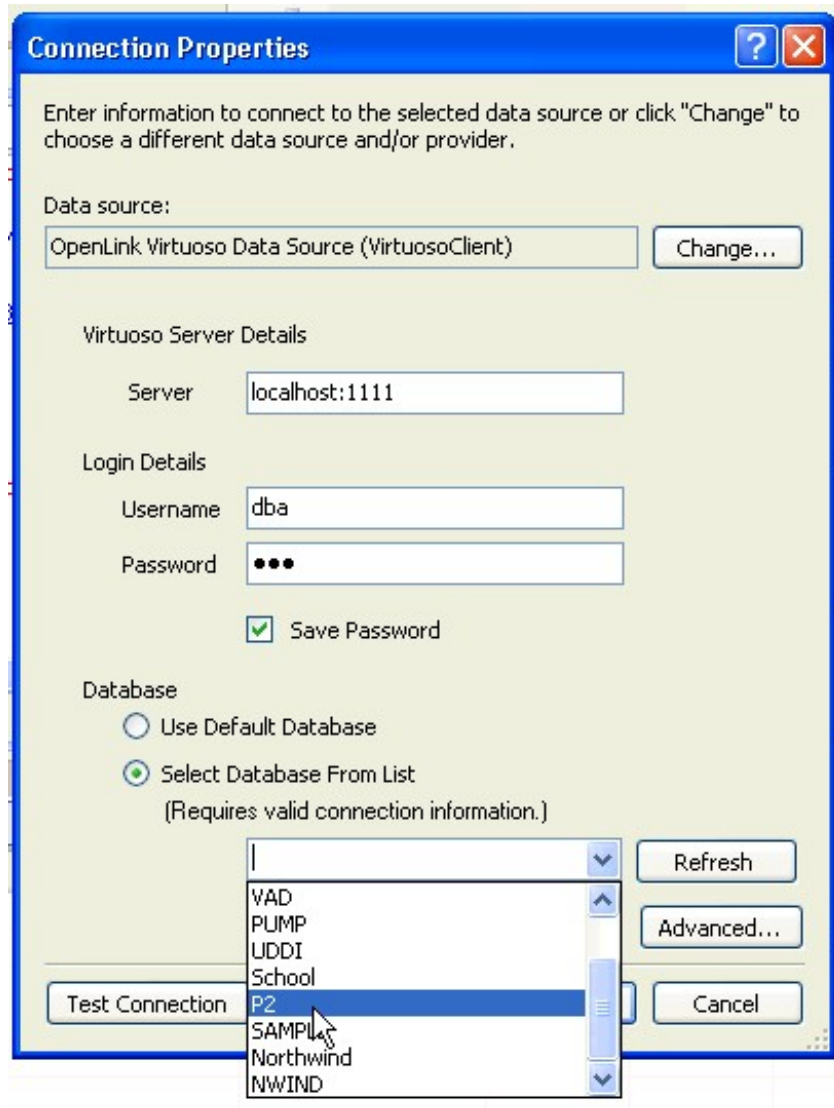 Connection Properties
Enter information to connect to the selected data source or click "Change" to
choose a different data source and/or provider.
Data source:
OpenLink Virtuoso Data Source (VirtuosoClient)
Change...
Virtuoso Server Details
Server
localhost:1111
Login Details
Username
dba
Password
•••
Save Password
Database
Use Default Database
Select Database From List
(Requires valid connection information.)
Refresh
VAD
PUMP
UDDI
School
P2
Northwind
NWIND
Advanced...
Test Connection
Cancel